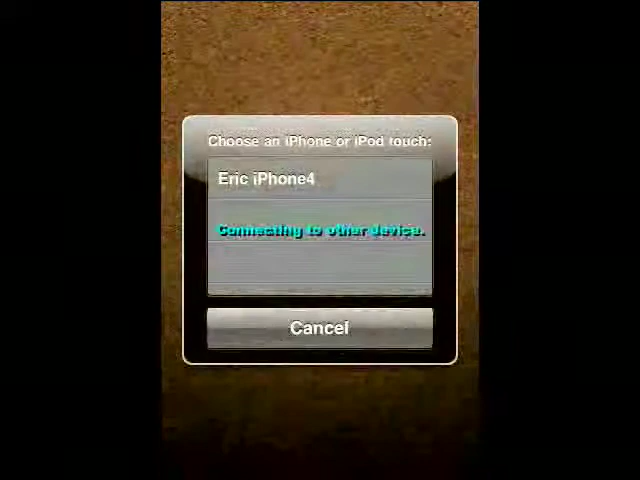 Choose an iPhone or iPod touch:
Eric iPhone4
Connecting to other device.
Cancel